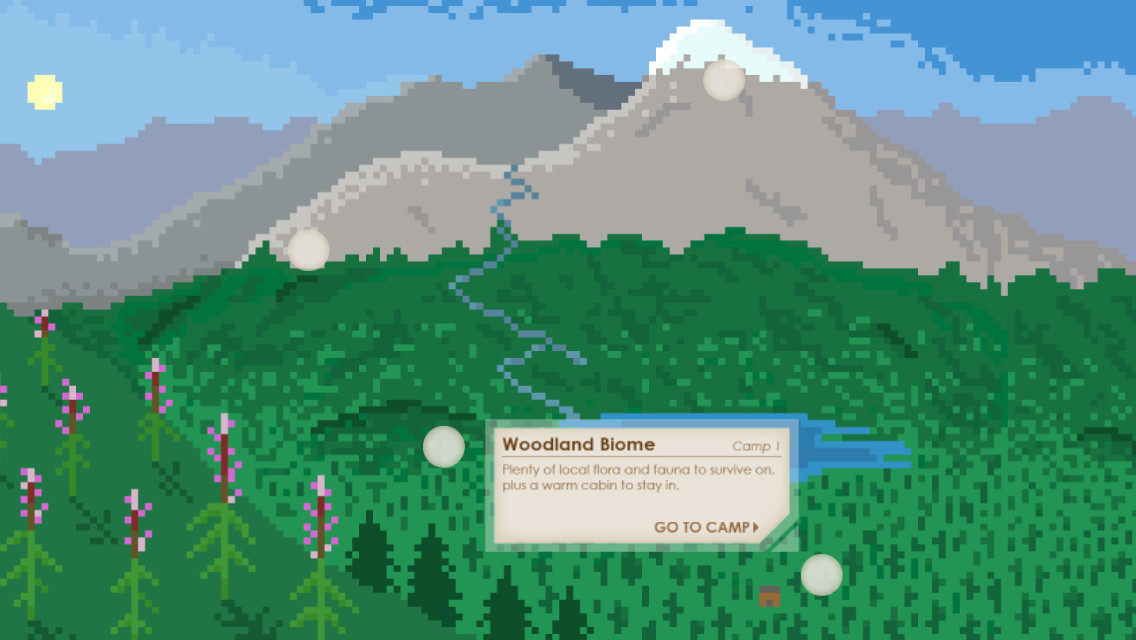 Woodland Biome
Camp 1
Plenty of local flora and fauna to survive on,
plus a warm cabin to stay in.
GO TO CAMP